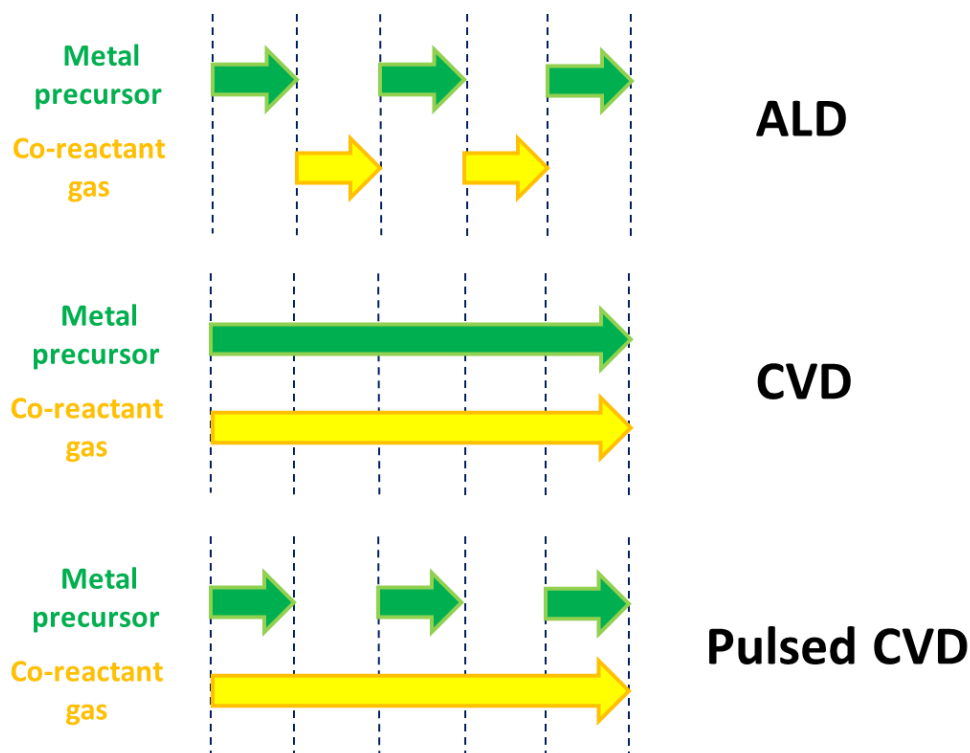 Metal
precursor
Co-reactant
gas
ALD
Metal
precursor
Co-reactant
gas
CVD
Metal
precursor
Co-reactant
gas
Pulsed CVD